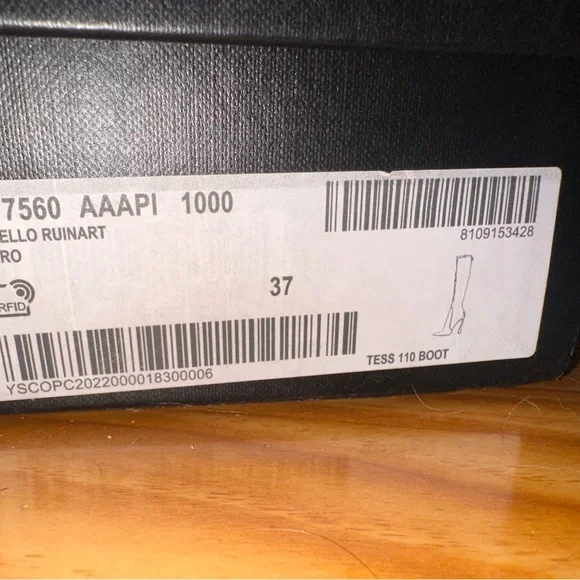 7560 AAAPI 1000
ELLO RUINART
RO
8109153428
RFID
37
YSCOPC2022000018300006
TESS 110 BOOT